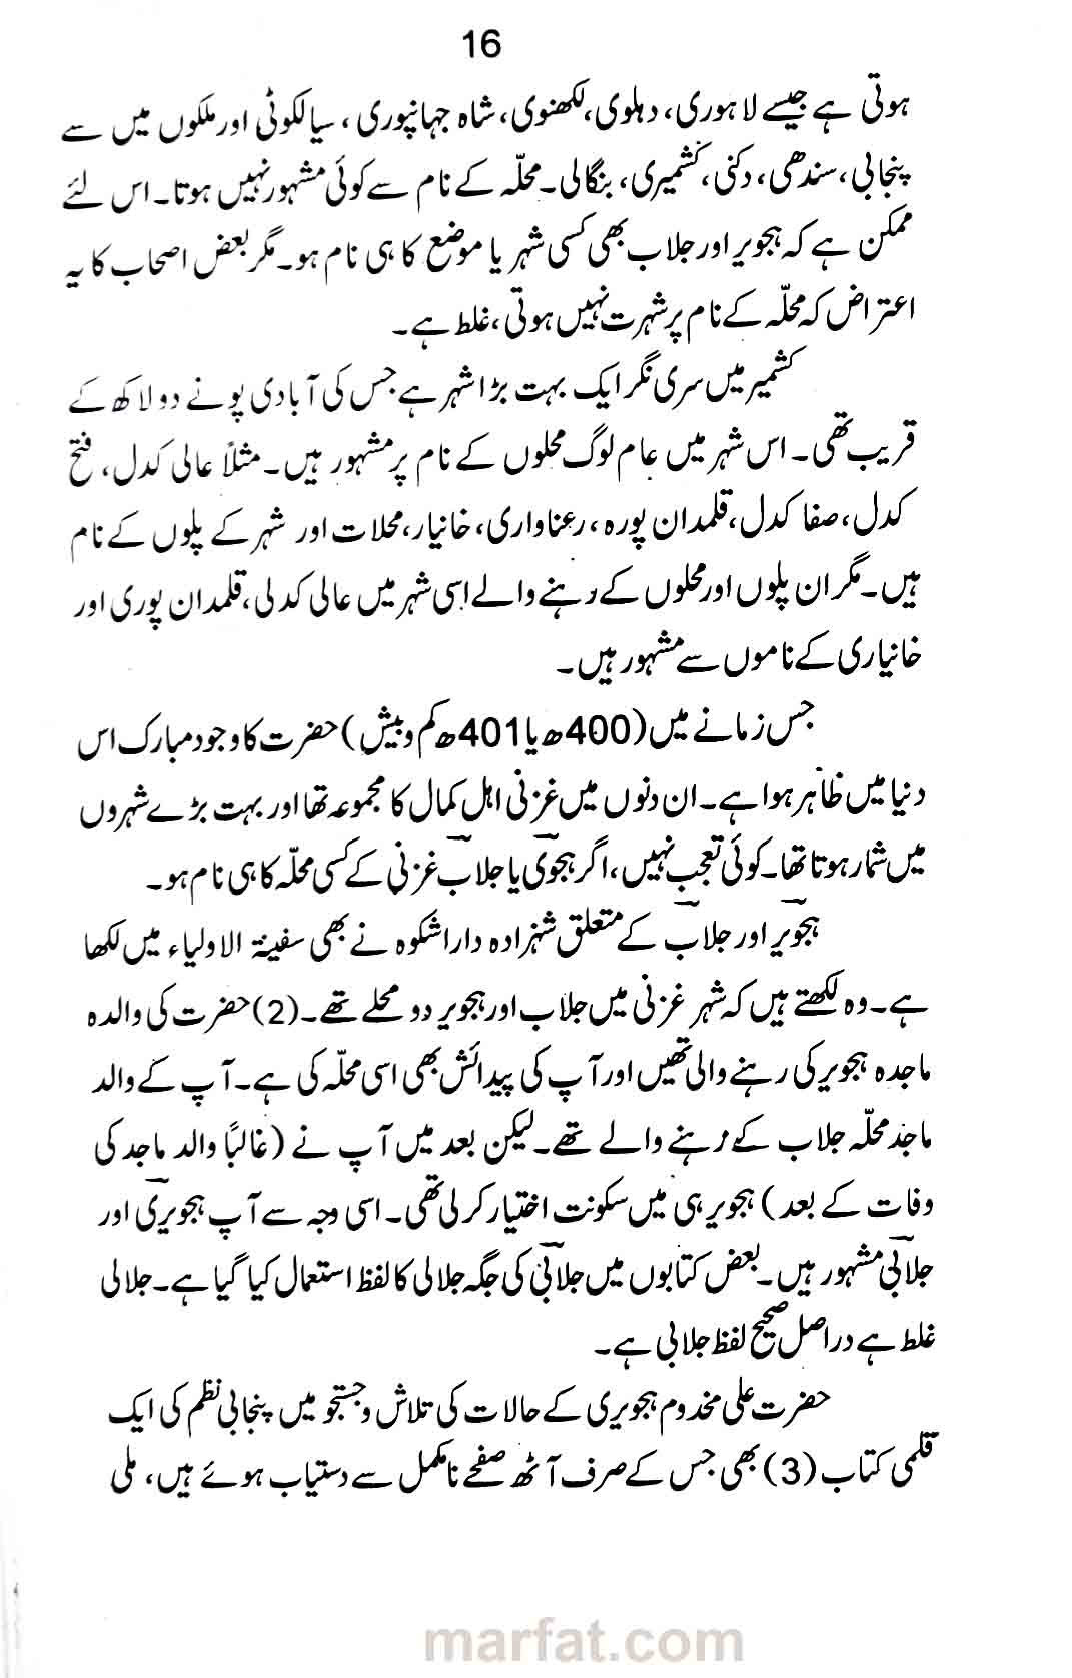 16
ہوتی ہے جیسے لاہوری، دہلوی، لکھنوی، شاہ جہانپوری، سیالکوٹی اور ملکوں میں سے
پنجابی، سندھی، دکنی، کشمیری، بنگالی۔ محلّہ کے نام سے کوئی مشہور نہیں ہوتا۔ اس لئے
ممکن ہے کہ ہجویر اور جلاب بھی کسی شہر یا موضع کا ہی نام ہو۔ مگر بعض اصحاب کا یہ
اعتراض کہ محلّہ کے نام پر شہرت نہیں ہوتی، غلط ہے۔
کشمیر میں سری نگر ایک بہت بڑا شہر ہے جس کی آبادی پونے دو لاکھ کے
قریب تھی۔ اس شہر میں عام لوگ محلوں کے نام پر مشہور ہیں۔ مثلاً عالی کدل، فتح
کدل، صفا کدل، قلمدان پورہ، رعناواری، خانیار، محلات اور شہر کے پلوں کے نام
ہیں۔ مگر ان پلوں اور محلوں کے رہنے والے اسی شہر میں عالی کدلی، قلمدان پوری اور
خانیاری کے ناموں سے مشہور ہیں۔
جس زمانے میں (400ھ یا 401ھ کم و بیش) حضرت کا وجود مبارک اس
دنیا میں ظاہر ہوا ہے۔ ان دنوں میں غزنی اہل کمال کا مجموعہ تھا اور بہت بڑے شہروں
میں شمار ہوتا تھا۔ کوئی تعجب نہیں، اگر ہجوؔی یا جلابؔ غزنی کے کسی محلّہ کا ہی نام ہو۔
ہجویرؔ اور جلابؔ کے متعلق شہزادہ دارا شکوہ نے بھی سفینۃ الاولیاء میں لکھا
ہے۔ وہ لکھتے ہیں کہ شہر غزنی میں جلاب اور ہجویر دو محلے تھے۔ (2) حضرت کی والدہ
ماجدہ ہجویر کی رہنے والی تھیں اور آپ کی پیدائش بھی اسی محلّہ کی ہے۔ آپ کے والد
ماجد محلّہ جلاب کے رہنے والے تھے۔ لیکن بعد میں آپ نے (غالباً والد ماجد کی
وفات کے بعد) ہجویر ہی میں سکونت اختیار کر لی تھی۔ اسی وجہ سے آپ ہجویریؔ اور
جلابیؔ مشہور ہیں۔ بعض کتابوں میں جلابیؔ کی جگہ جلالی کا لفظ استعمال کیا گیا ہے۔ جلالی
غلط ہے دراصل صحیح لفظ جلابی ہے۔
حضرت علی مخدوم ہجویری کے حالات کی تلاش و جستجو میں پنجابی نظم کی ایک
قلمی کتاب (3) بھی جس کے صرف آٹھ صفحے نامکمل سے دستیاب ہوئے ہیں، ملی
marfat.com